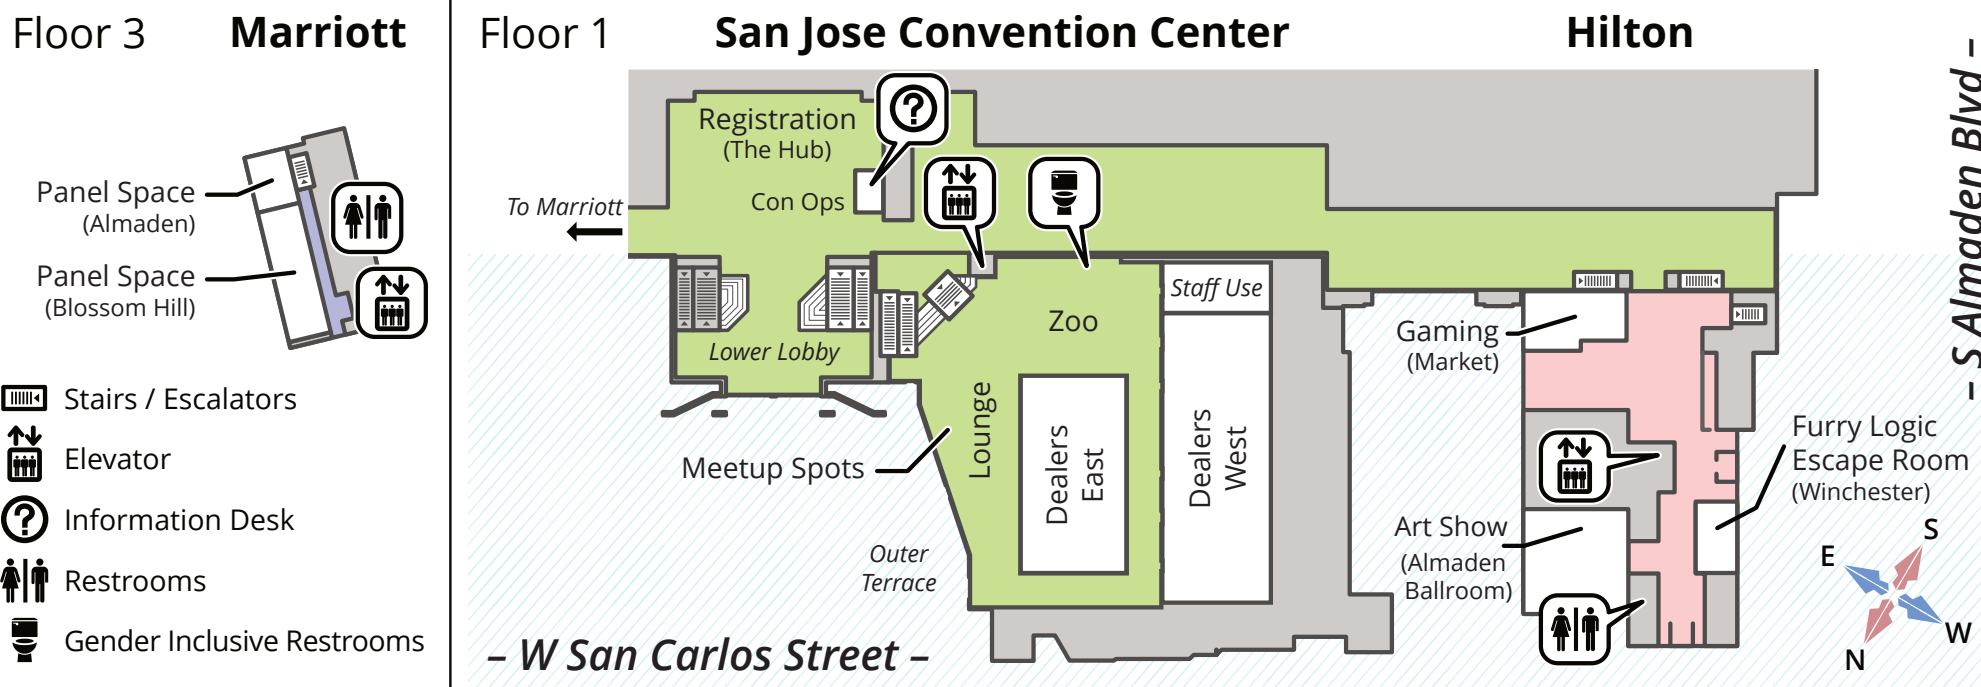 Floor 3
Marriott
Panel Space
(Almaden)
Panel Space
(Blossom Hill)
Stairs / Escalators
Elevator
?
Information Desk
Restrooms
Gender Inclusive Restrooms
Floor 1
San Jose Convention Center
Hilton
Registration
(The Hub)
?
Con Ops
To Marriott
Lower Lobby
Zoo
Staff Use
Lounge
Dealers
East
Dealers
West
Meetup Spots
Outer
Terrace
– W San Carlos Street –
Gaming
(Market)
Art Show
(Almaden
Ballroom)
Furry Logic
Escape Room
(Winchester)
– S Almaden Blvd –
S
E
W
N